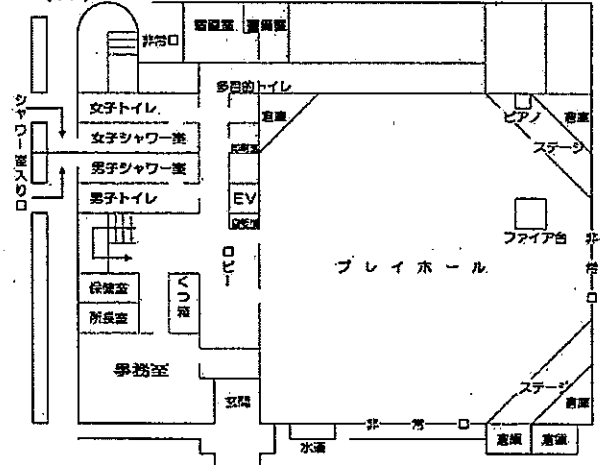 非常口
宿直室
多目的トイレ
女子トイレ
倉庫
ピアノ
倉庫
シャワー室入り口
女子シャワー室
ステージ
男子シャワー室
男子トイレ
EV
ファイア台
非常口
ロビー
プレイホール
保健室
くつ箱
所長室
事務室
ステージ
玄関
倉庫
非常口
水道
倉庫
倉庫